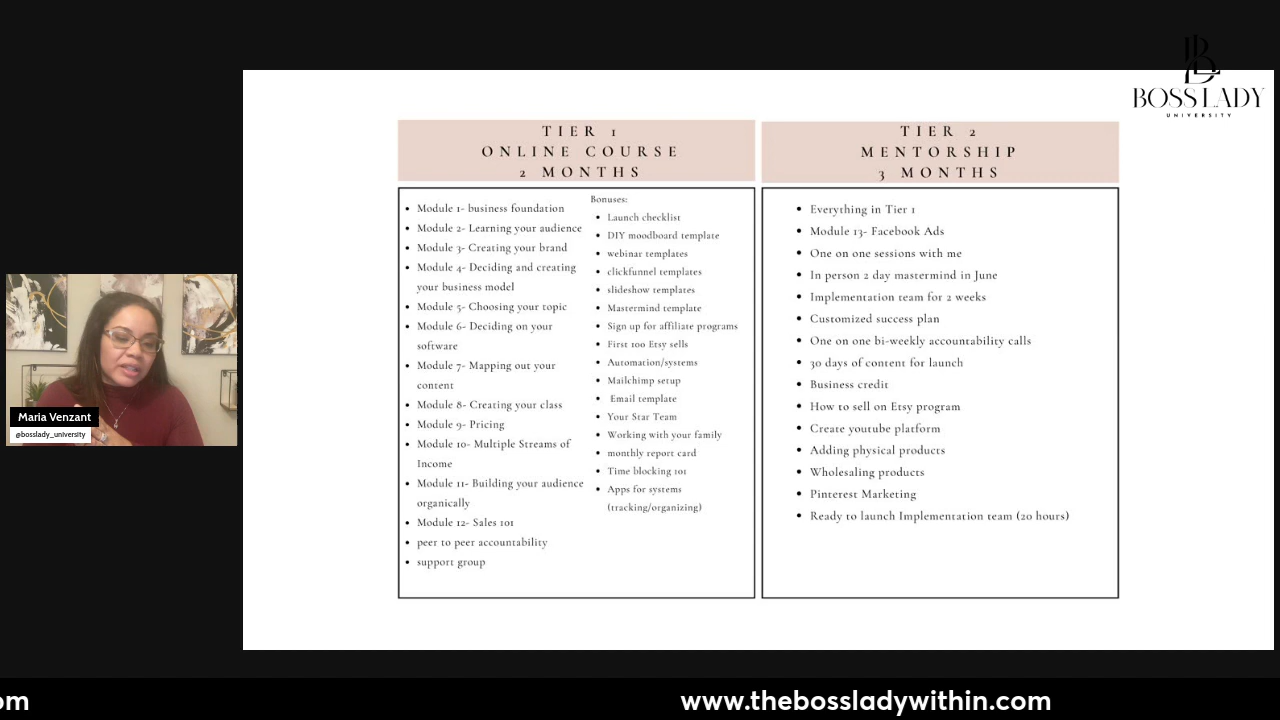 BOSS LADY
UNIVERSITY
TIER 1
ONLINE COURSE
2 MONTHS
Module 1- business foundation
Module 2- Learning your audience
Module 3- Creating your brand
Module 4- Deciding and creating
your business model
Module 5- Choosing your topic
Module 6- Deciding on your
software
Module 7- Mapping out your
content
Module 8- Creating your class
Module 9- Pricing
Module 10- Multiple Streams of
Income
Module 11- Building your audience
organically
Module 12- Sales 101
peer to peer accountability
support group
Bonuses:
Launch checklist
DIY moodboard template
webinar templates
clickfunnel templates
slideshow templates
Mastermind template
Sign up for affiliate programs
First 100 Etsy sells
Automation/systems
Mailchimp setup
Email template
Your Star Team
Working with your family
monthly report card
Time blocking 101
Apps for systems
(tracking/organizing)
TIER 2
MENTORSHIP
3 MONTHS
Everything in Tier 1
Module 13- Facebook Ads
One on one sessions with me
In person 2 day mastermind in June
Implementation team for 2 weeks
Customized success plan
One on one bi-weekly accountability calls
30 days of content for launch
Business credit
How to sell on Etsy program
Create youtube platform
Adding physical products
Wholesaling products
Pinterest Marketing
Ready to launch Implementation team (20 hours)
Maria Venzant
@bosslady_university
om
www.thebossladywithin.com